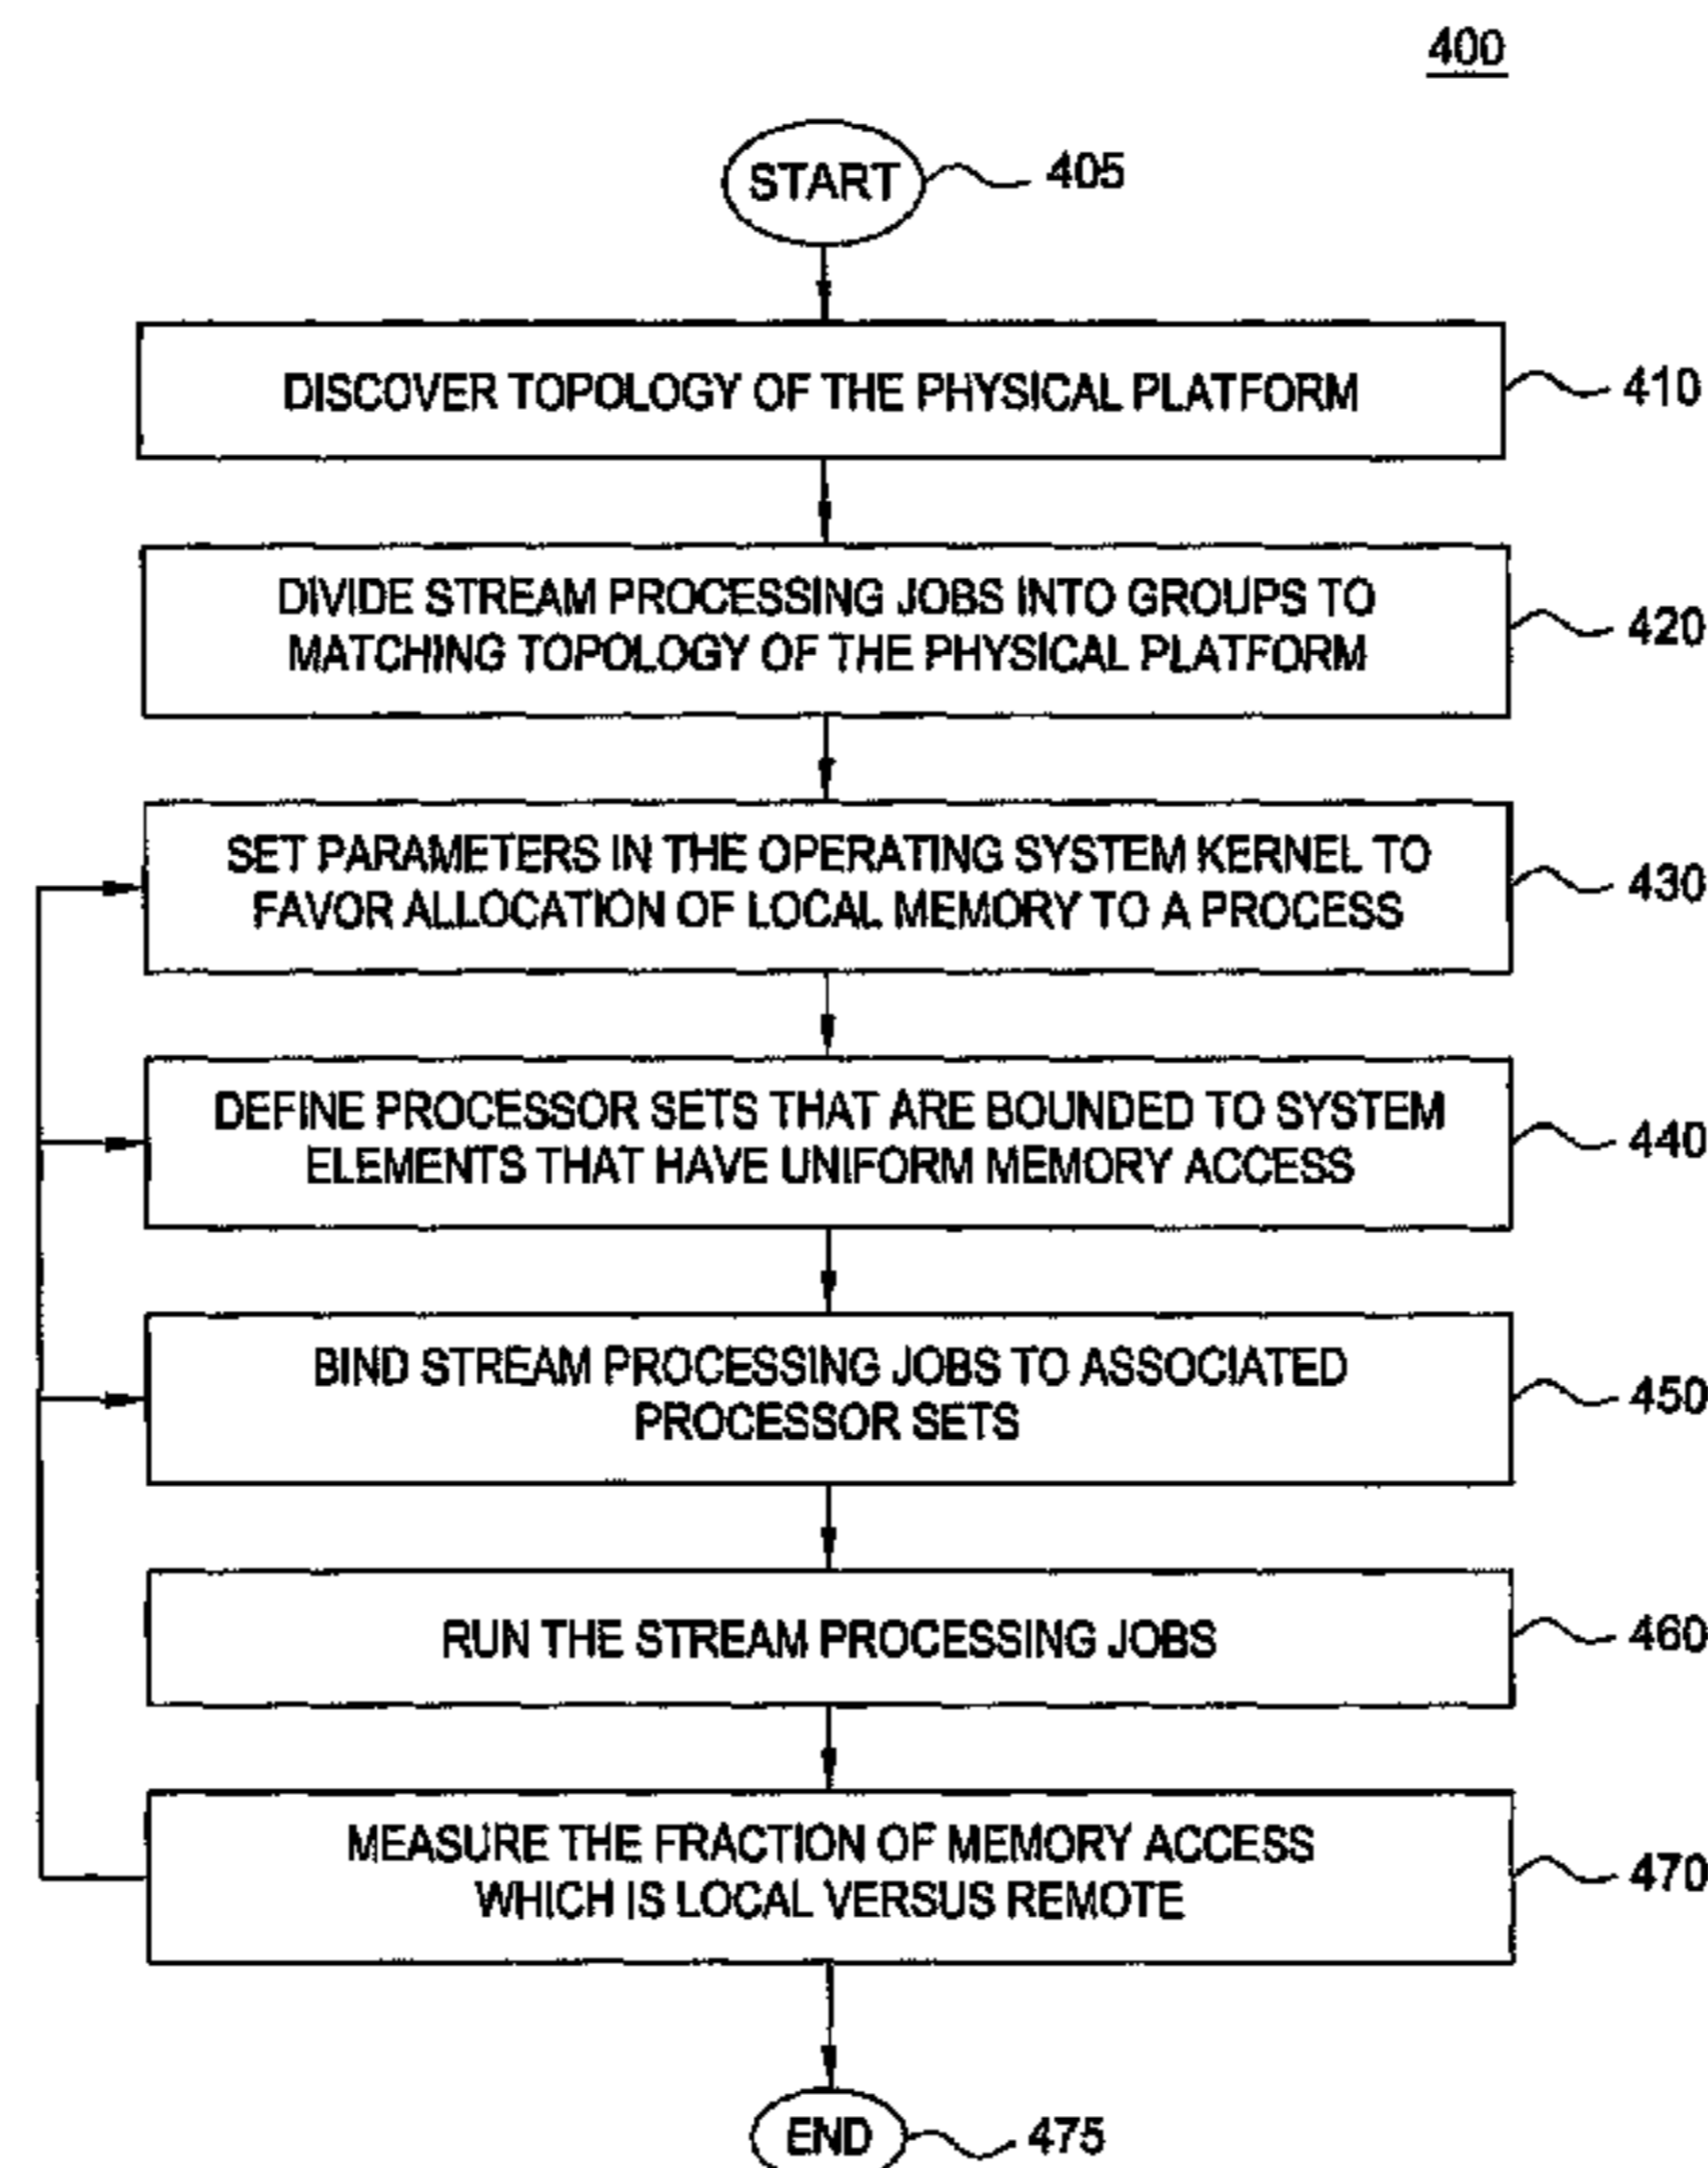 400
START
405
DISCOVER TOPOLOGY OF THE PHYSICAL PLATFORM
410
DIVIDE STREAM PROCESSING JOBS INTO GROUPS TO
MATCHING TOPOLOGY OF THE PHYSICAL PLATFORM
420
SET PARAMETERS IN THE OPERATING SYSTEM KERNEL TO
FAVOR ALLOCATION OF LOCAL MEMORY TO A PROCESS
430
DEFINE PROCESSOR SETS THAT ARE BOUNDED TO SYSTEM
ELEMENTS THAT HAVE UNIFORM MEMORY ACCESS
440
BIND STREAM PROCESSING JOBS TO ASSOCIATED
PROCESSOR SETS
450
RUN THE STREAM PROCESSING JOBS
460
MEASURE THE FRACTION OF MEMORY ACCESS
WHICH IS LOCAL VERSUS REMOTE
470
END
475